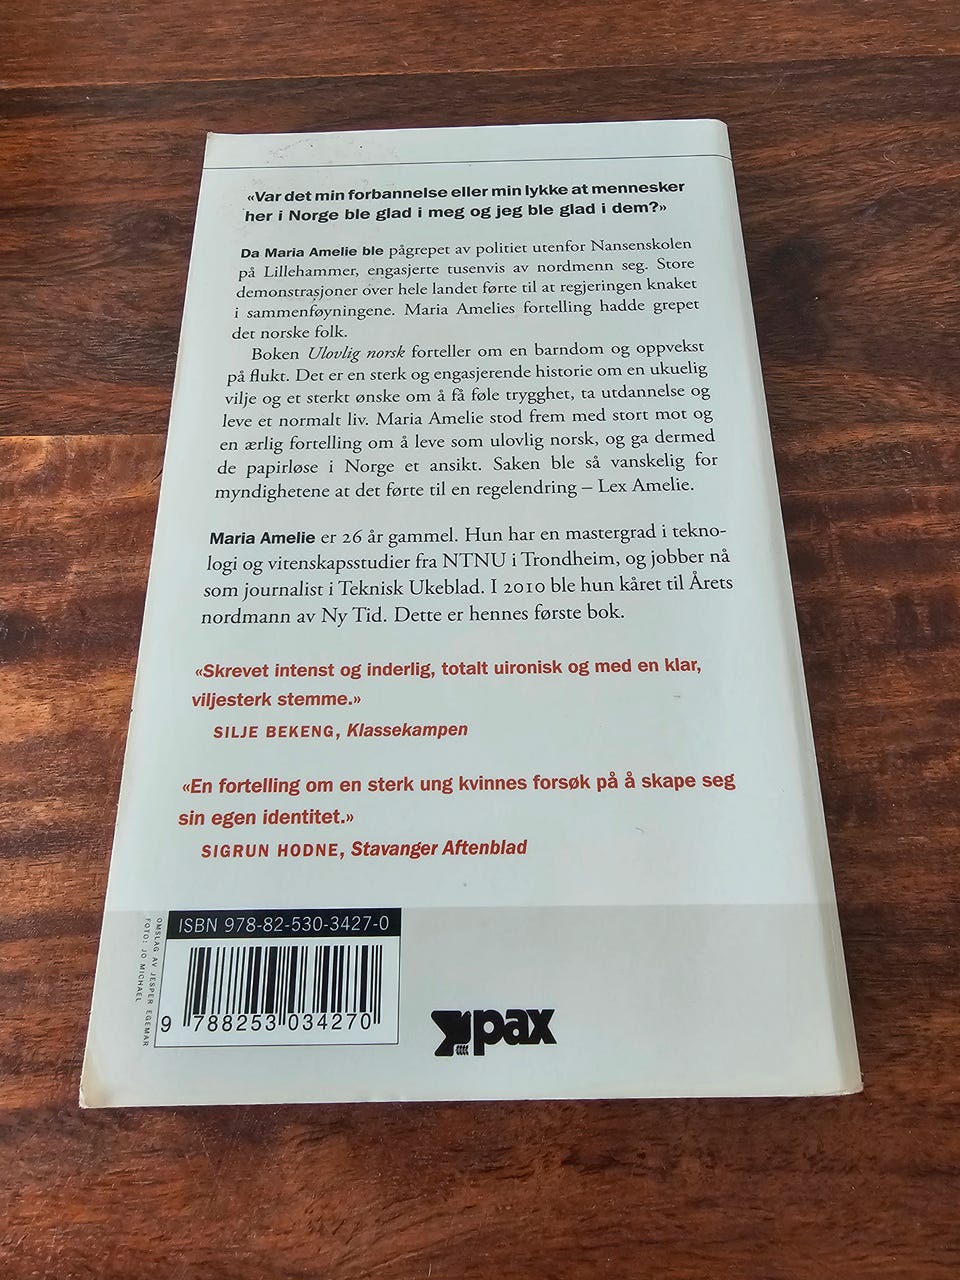 «Var det min forbannelse eller min lykke at mennesker
her i Norge ble glad i meg og jeg ble glad i dem?»
Da Maria Amelie ble pågrepet av politiet utenfor Nansenskolen
på Lillehammer, engasjerte tusenvis av nordmenn seg. Store
demonstrasjoner over hele landet førte til at regjeringen knaket
i sammenføyningene. Maria Amelies fortelling hadde grepet
det norske folk.
Boken Ulovlig norsk forteller om en barndom og oppvekst
på flukt. Det er en sterk og engasjerende historie om en ukuelig
vilje og et sterkt ønske om å få føle trygghet, ta utdannelse og
leve et normalt liv. Maria Amelie stod frem med stort mot og
en ærlig fortelling om å leve som ulovlig norsk, og ga dermed
de papirløse i Norge et ansikt. Saken ble så vanskelig for
myndighetene at det førte til en regelendring – Lex Amelie.
Maria Amelie er 26 år gammel. Hun har en mastergrad i tekno-
logi og vitenskapsstudier fra NTNU i Trondheim, og jobber nå
som journalist i Teknisk Ukeblad. I 2010 ble hun kåret til Årets
nordmann av Ny Tid. Dette er hennes første bok.
«Skrevet intenst og inderlig, totalt uironisk og med en klar,
viljesterk stemme.»
SILJE BEKENG, Klassekampen
«En fortelling om en sterk ung kvinnes forsøk på å skape seg
sin egen identitet.»
SIGRUN HODNE, Stavanger Aftenblad
OMSLAG AV JESPER EGEMAR
FOTO: JO MICHAEL
ISBN 978-82-530-3427-0
9 788253 034270
pax